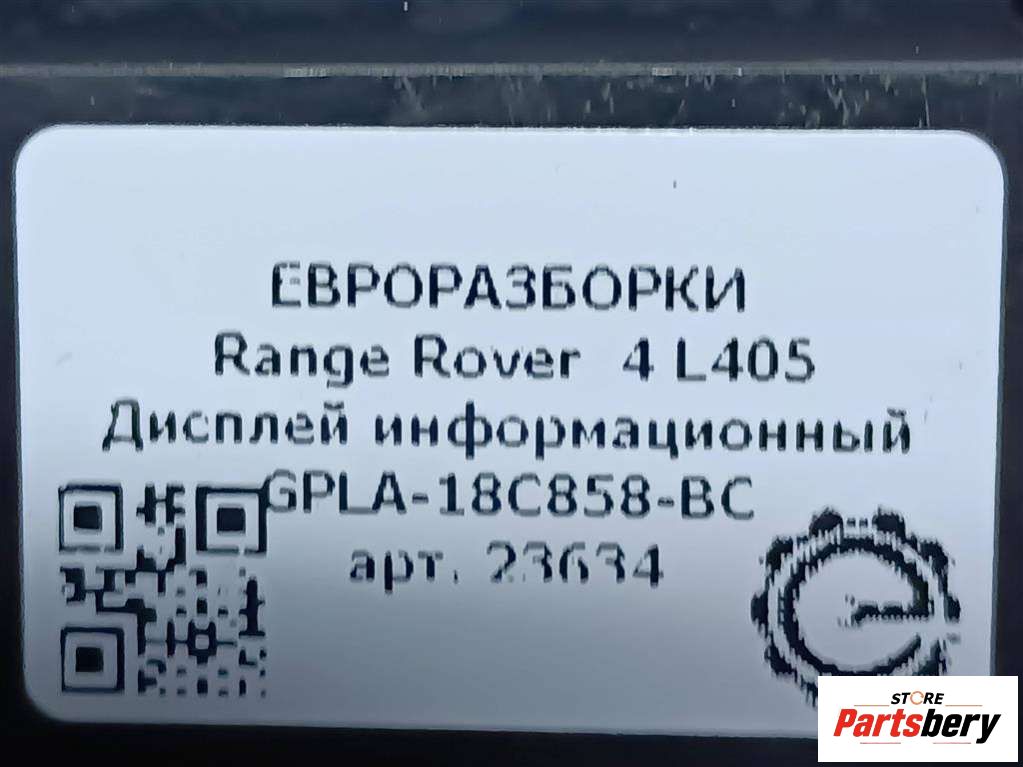 ЕВРОРАЗБОРКИ
Range Rover 4 L405
Дисплей информационный
GPLA-18C858-BC
арт. 23634
STORE
Partsbery